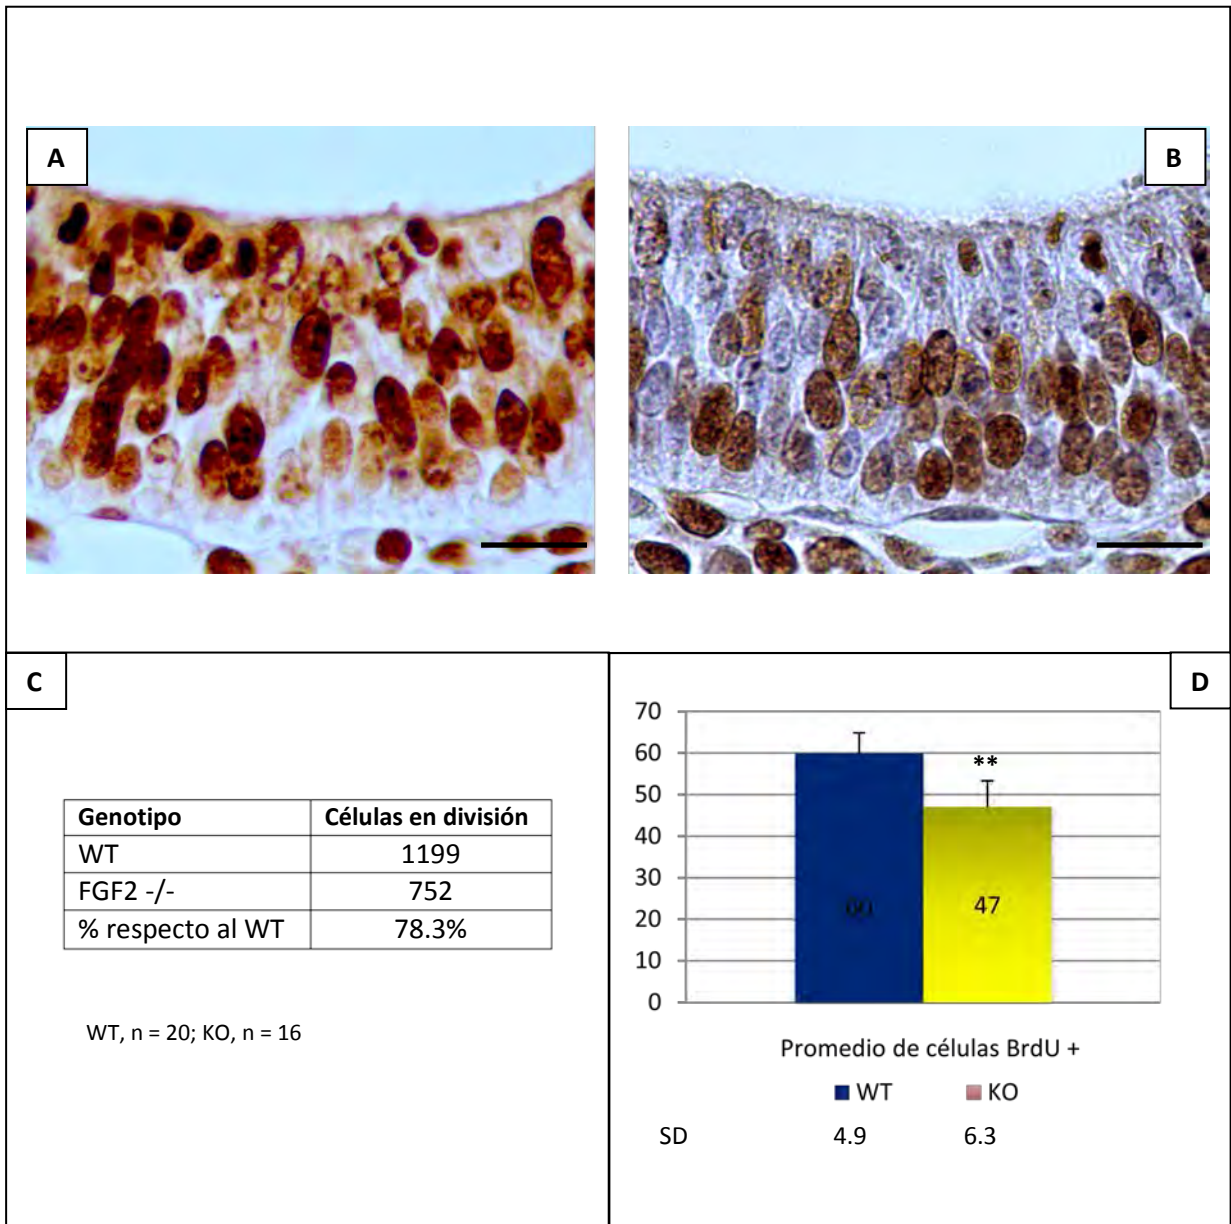 A
B
C
Genotipo Células en división
WT 1199
FGF2 -/- 752
% respecto al WT 78.3%
WT, n = 20; KO, n = 16
D
70
60
50
40
30
20
10
0
**
60
47
Promedio de células BrdU +
WT KO
SD 4.9 6.3